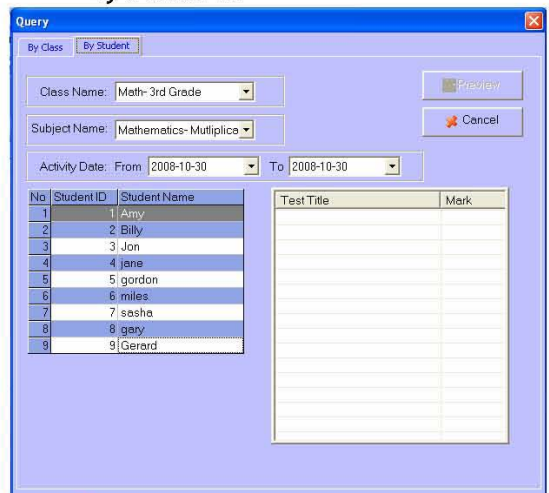 Query
By Class By Student
Class Name: Math- 3rd Grade
Preview
Subject Name: Mathematics- Mutliplica
Cancel
Activity Date: From 2008-10-30 To 2008-10-30
No Student ID Student Name
Test Title Mark
1 1 Amy
2 2 Billy
3 3 Jon
4 4 jane
5 5 gordon
6 6 miles
7 7 sasha
8 8 gary
9 9 Gerard